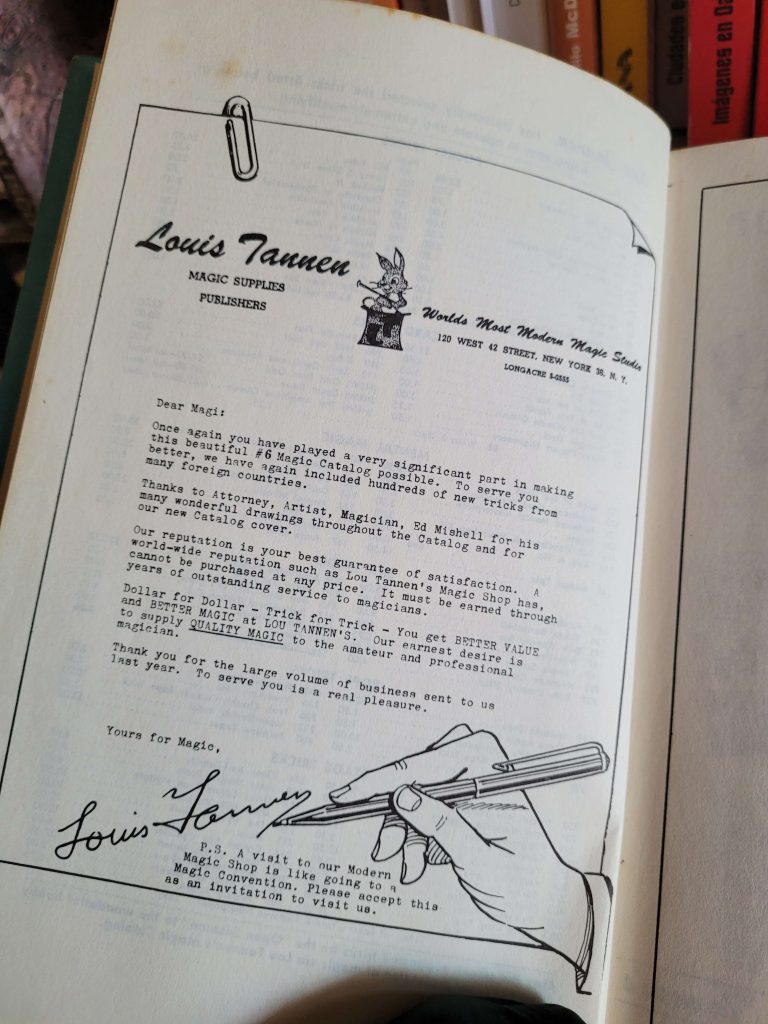 Louis Tannen
MAGIC SUPPLIES
PUBLISHERS
Worlds Most Modern Magic Studio
120 WEST 42 STREET, NEW YORK 36, N. Y.
LONGACRE 5-0555
Dear Magi:
Once again you have played a very significant part in making
this beautiful #6 Magic Catalog possible. To serve you
better, we have again included hundreds of new tricks from
many foreign countries.
Thanks to Attorney, Artist, Magician, Ed Mishell for his
many wonderful drawings throughout the Catalog and for
our new Catalog cover.
Our reputation is your best guarantee of satisfaction. A
world-wide reputation such as Lou Tannen's Magic Shop has,
cannot be purchased at any price. It must be earned through
years of outstanding service to magicians.
Dollar for Dollar - Trick for Trick - You get BETTER VALUE
and BETTER MAGIC at LOU TANNEN'S. Our earnest desire is
to supply QUALITY MAGIC to the amateur and professional
magician.
Thank you for the large volume of business sent to us
last year. To serve you is a real pleasure.
Yours for Magic,
Louis Tannen
P.S. A visit to our Modern
Magic Shop is like going to a
Magic Convention. Please accept this
as an invitation to visit us.
Ciudades
Imágenes en